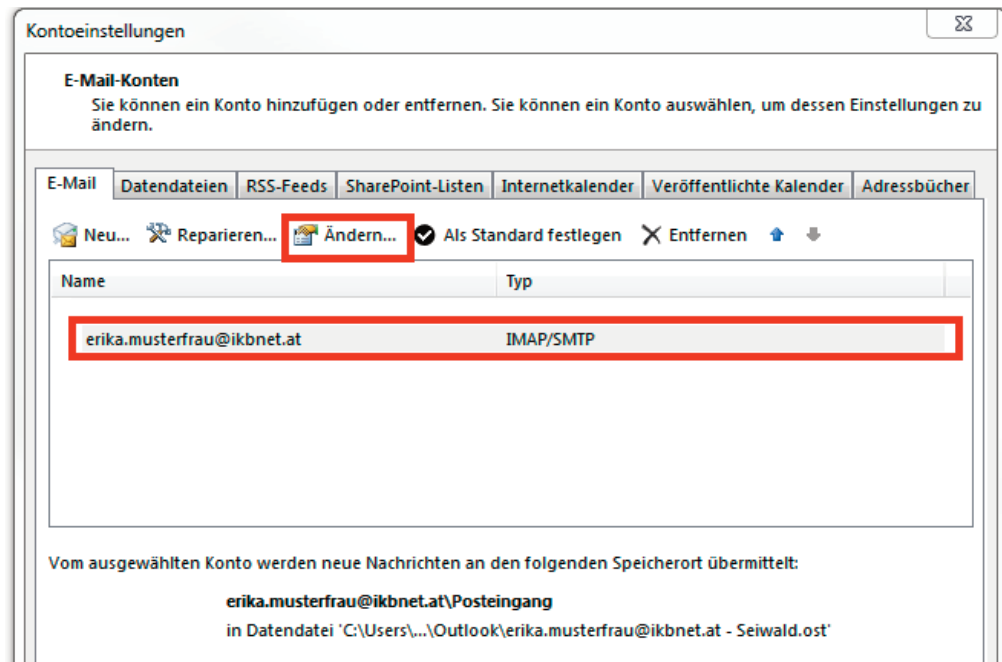 Kontoeinstellungen
E-Mail-Konten
Sie können ein Konto hinzufügen oder entfernen. Sie können ein Konto auswählen, um dessen Einstellungen zu
ändern.
E-Mail Datendateien RSS-Feeds SharePoint-Listen Internetkalender Veröffentlichte Kalender Adressbücher
Neu... Reparieren... Ändern... Als Standard festlegen Entfernen
Name Typ
erika.musterfrau@ikbnet.at IMAP/SMTP
Vom ausgewählten Konto werden neue Nachrichten an den folgenden Speicherort übermittelt:
erika.musterfrau@ikbnet.at\Posteingang
in Datendatei 'C:\Users\...\Outlook\erika.musterfrau@ikbnet.at - Seiwald.ost'